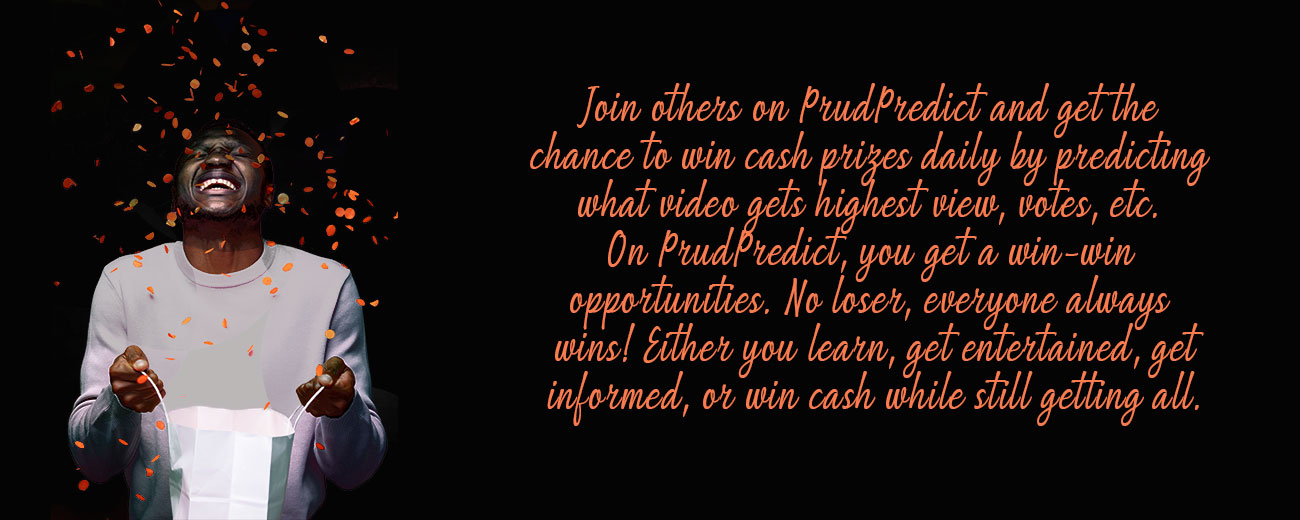 Join others on PrudPredict and get the
chance to win cash prizes daily by predicting
what video gets highest view, votes, etc.
On PrudPredict, you get a win-win
opportunities. No loser, everyone always
wins! Either you learn, get entertained, get
informed, or win cash while still getting all.